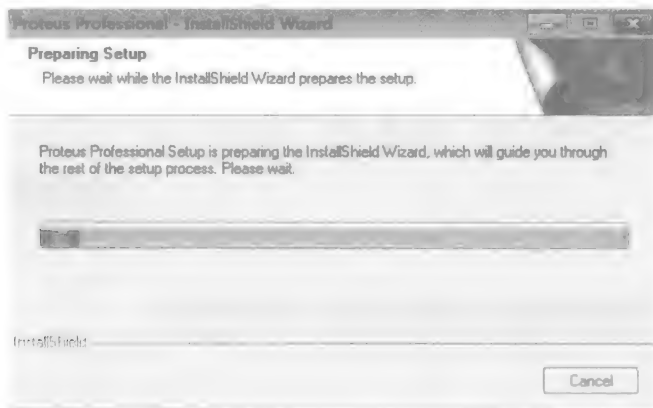 Proteus Professional - InstallShield Wizard
Preparing Setup
Please wait while the InstallShield Wizard prepares the setup.
Proteus Professional Setup is preparing the InstallShield Wizard, which will guide you through
the rest of the setup process. Please wait.
InstallShield
Cancel